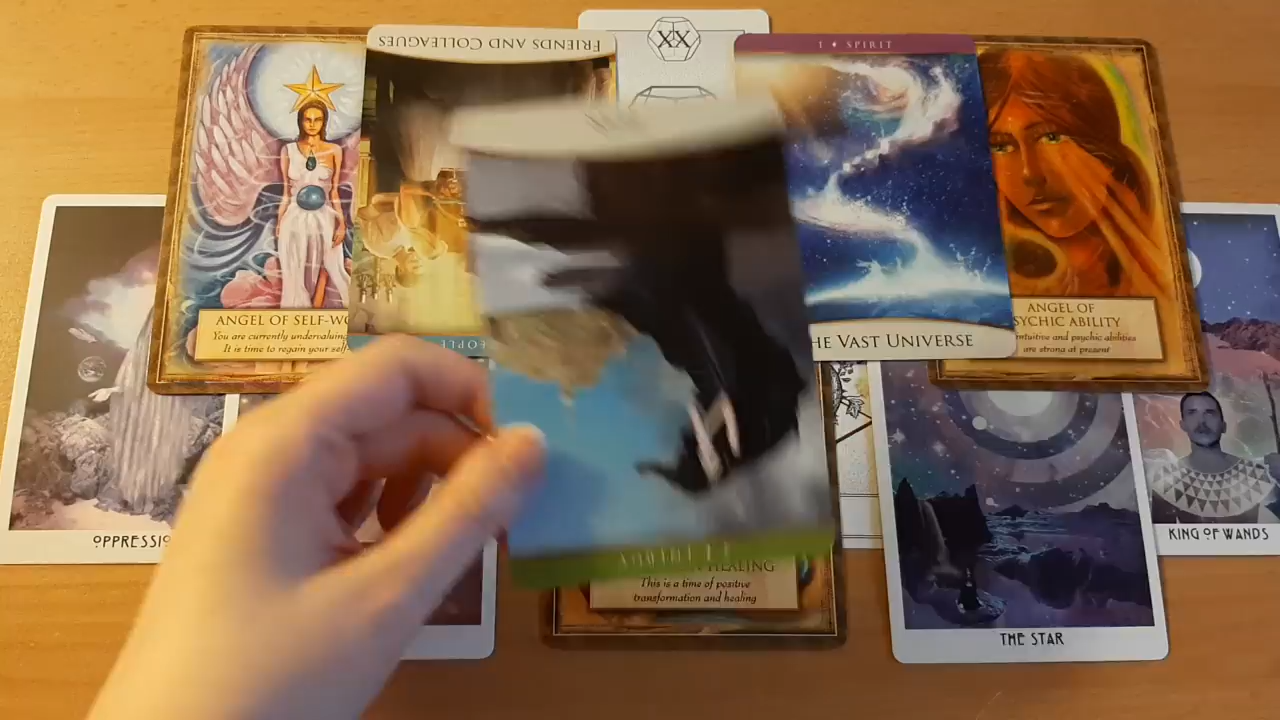 XX
FRIENDS AND COLLEAGUES
1 ♦ SPIRIT
ANGEL OF SELF-WO
You are currently undervaluing
It is time to regain your self-
EOPLE
HE VAST UNIVERSE
ANGEL OF
SYCHIC ABILITY
ntuitive and psychic abilities
are strong at present
OPPRESSIO
HEALING
This is a time of positive
transformation and healing
THE STAR
KING OF WANDS